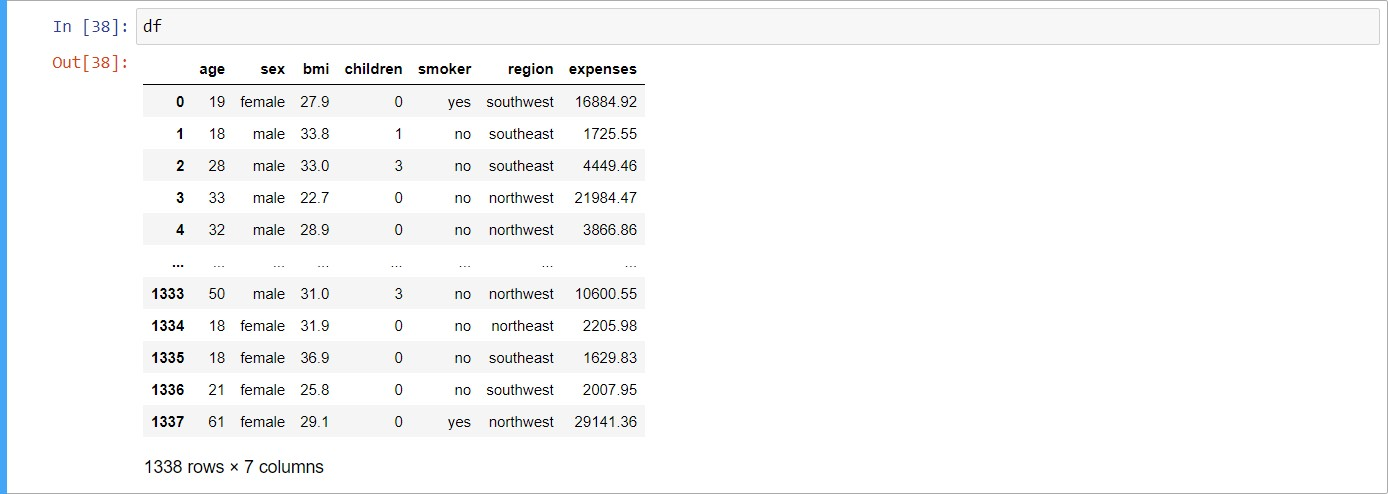 In [38]: df
Out[38]:
age sex bmi children smoker region expenses
0 19 female 27.9 0 yes southwest 16884.92
1 18 male 33.8 1 no southeast 1725.55
2 28 male 33.0 3 no southeast 4449.46
3 33 male 22.7 0 no northwest 21984.47
4 32 male 28.9 0 no northwest 3866.86
... ... ... ... ... ... ... ...
1333 50 male 31.0 3 no northwest 10600.55
1334 18 female 31.9 0 no northeast 2205.98
1335 18 female 36.9 0 no southeast 1629.83
1336 21 female 25.8 0 no southwest 2007.95
1337 61 female 29.1 0 yes northwest 29141.36
1338 rows × 7 columns